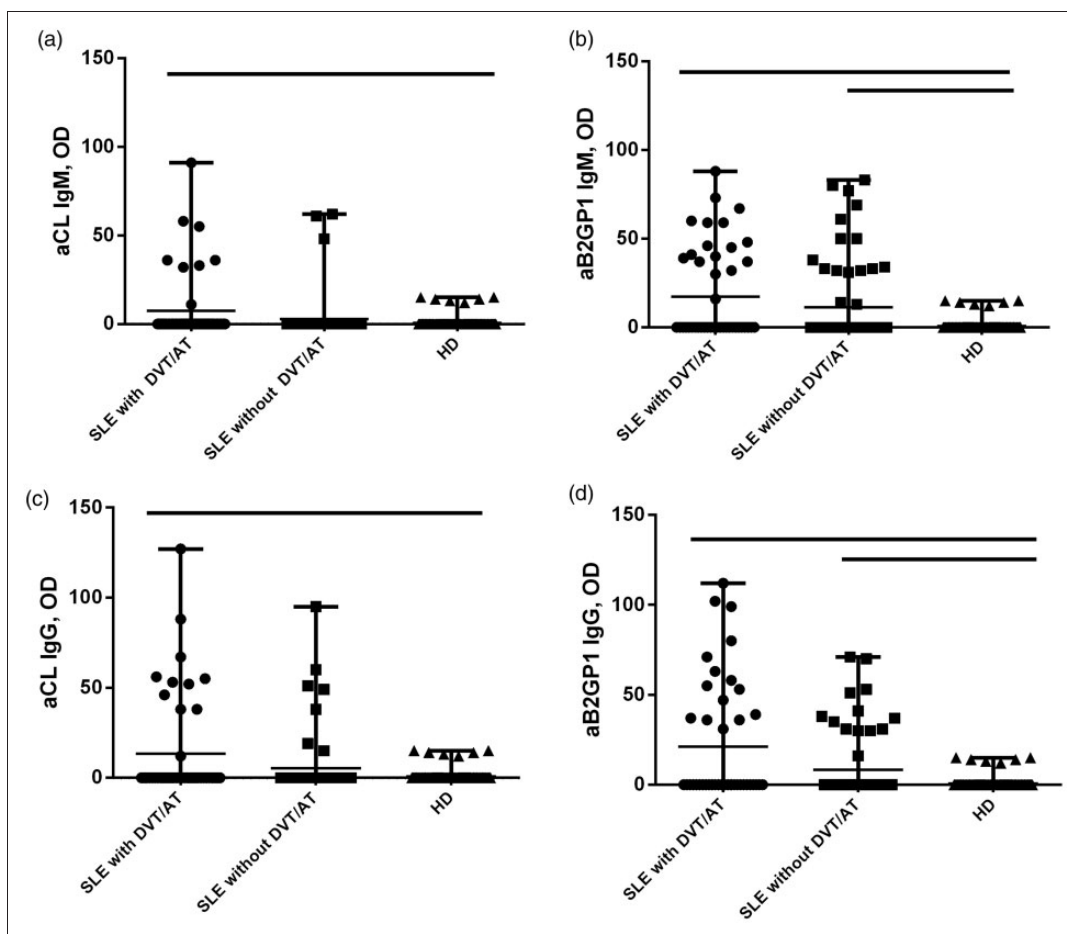 (a)
150
100
50
0
aCL IgM, OD
SLE with DVT/AT
SLE without DVT/AT
HD
(b)
150
100
50
0
aB2GP1 IgM, OD
SLE with DVT/AT
SLE without DVT/AT
HD
(c)
150
100
50
0
aCL IgG, OD
SLE with DVT/AT
SLE without DVT/AT
HD
(d)
150
100
50
0
aB2GP1 IgG, OD
SLE with DVT/AT
SLE without DVT/AT
HD